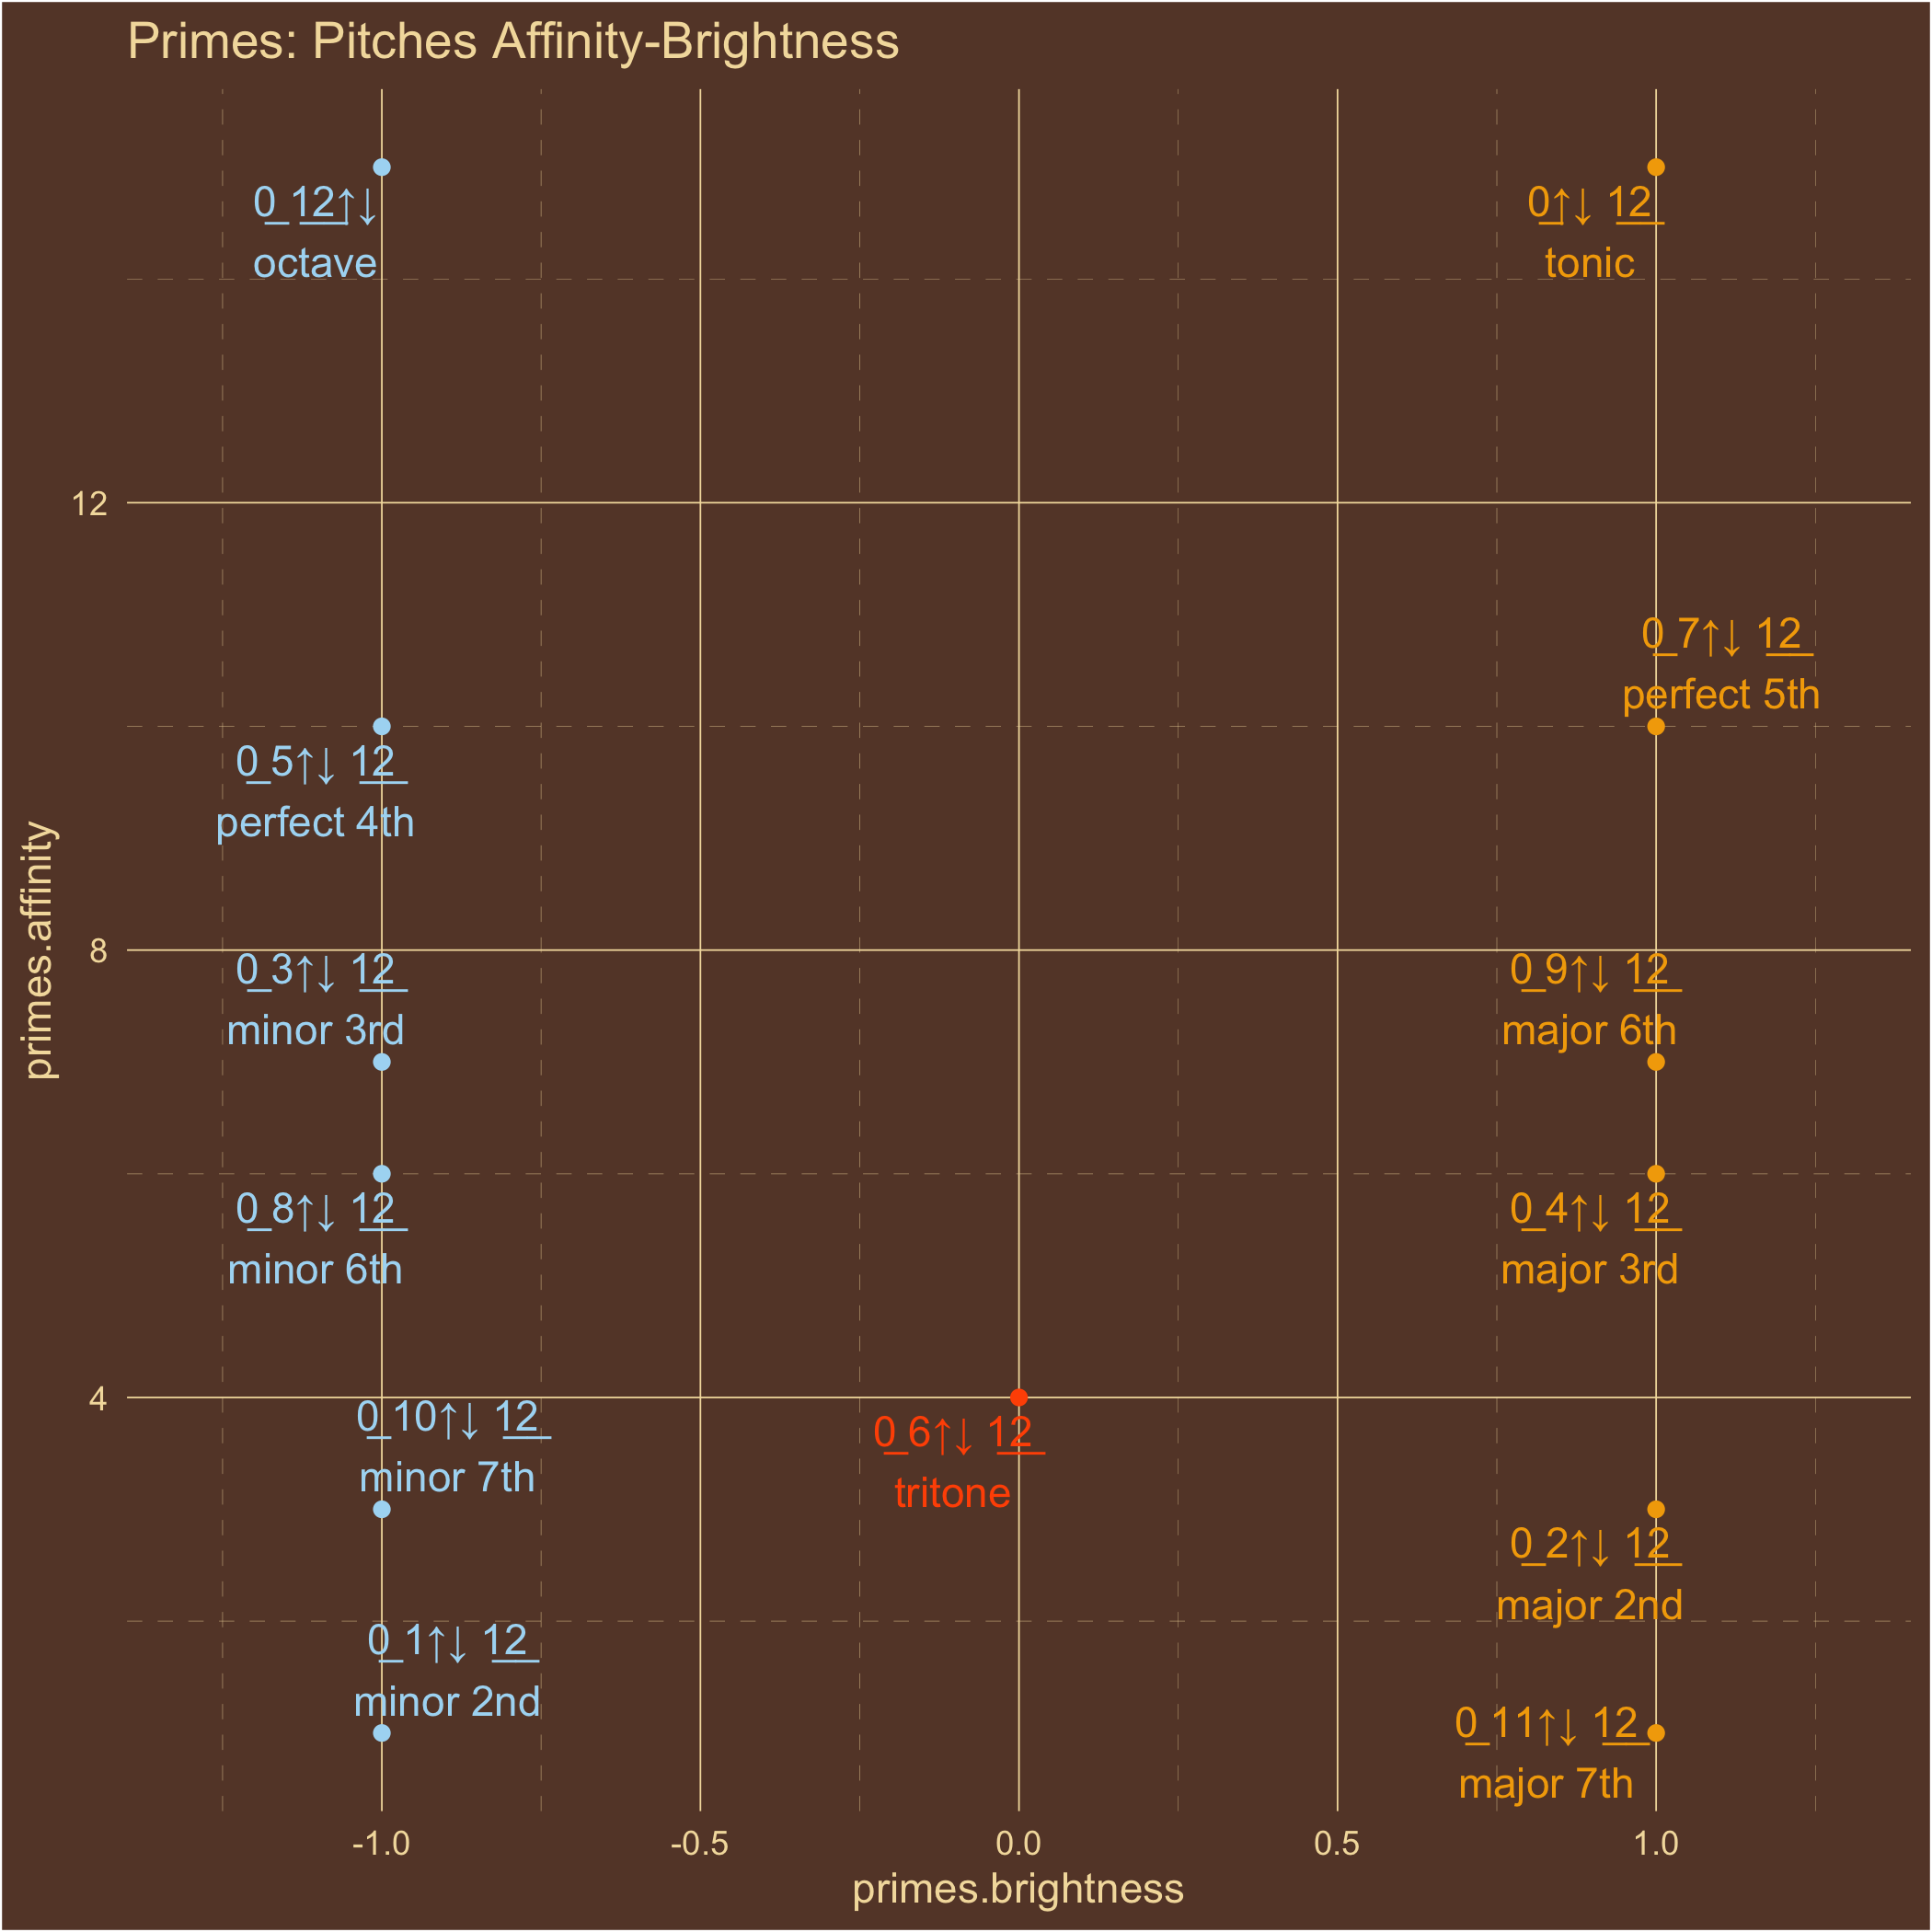 Primes: Pitches Affinity-Brightness
0 12↑↓
octave
0↑↓ 12
tonic
12
0 7↑↓ 12
perfect 5th
0 5↑↓ 12
perfect 4th
primes.affinity
8
0 3↑↓ 12
minor 3rd
0 9↑↓ 12
major 6th
0 8↑↓ 12
minor 6th
0 4↑↓ 12
major 3rd
4
0 10↑↓ 12
minor 7th
0 6↑↓ 12
tritone
0 2↑↓ 12
major 2nd
0 1↑↓ 12
minor 2nd
0 11↑↓ 12
major 7th
-1.0 -0.5 0.0 0.5 1.0
primes.brightness